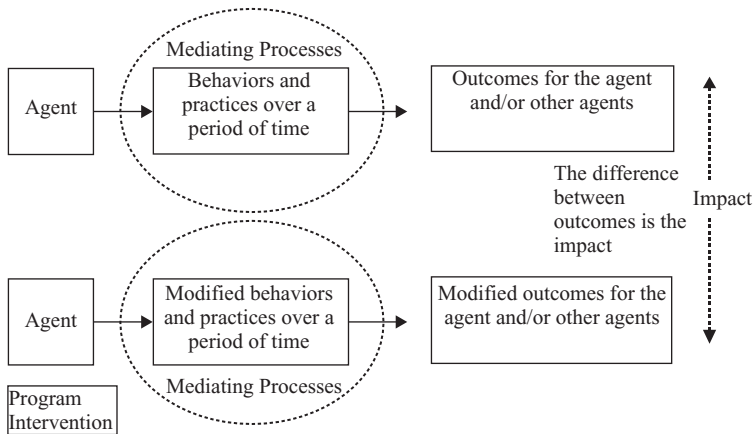 Mediating Processes
Agent
Behaviors and
practices over a
period of time
Outcomes for the agent
and/or other agents
The difference
between
outcomes is the
impact
Impact
Agent
Modified behaviors
and practices over a
period of time
Modified outcomes for the
agent and/or other agents
Mediating Processes
Program
Intervention